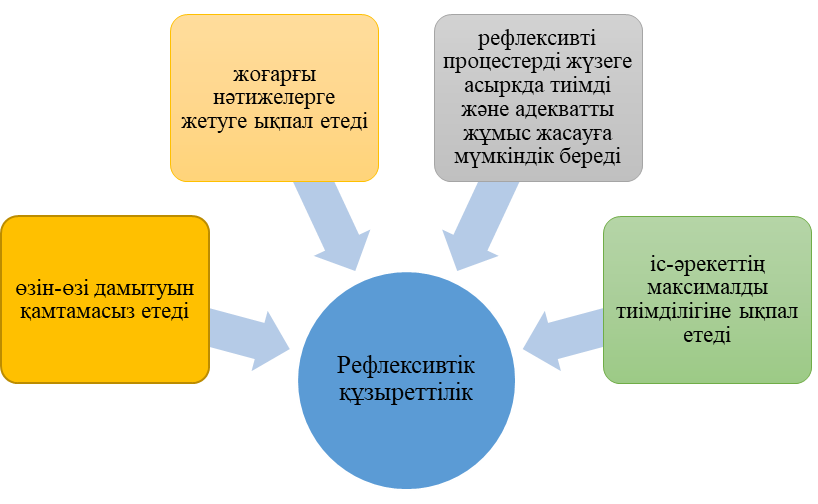 жоғарғы
нәтижелерге
жетуге ықпал етеді
рефлексивті
процестерді жүзеге
асыркда тиімді
және адекватты
жұмыс жасауға
мүмкіндік береді
өзін-өзі дамытуын
қамтамасыз етеді
іс-әрекеттің
максималды
тиімділігіне ықпал
етеді
Рефлексивтік
құзыреттілік